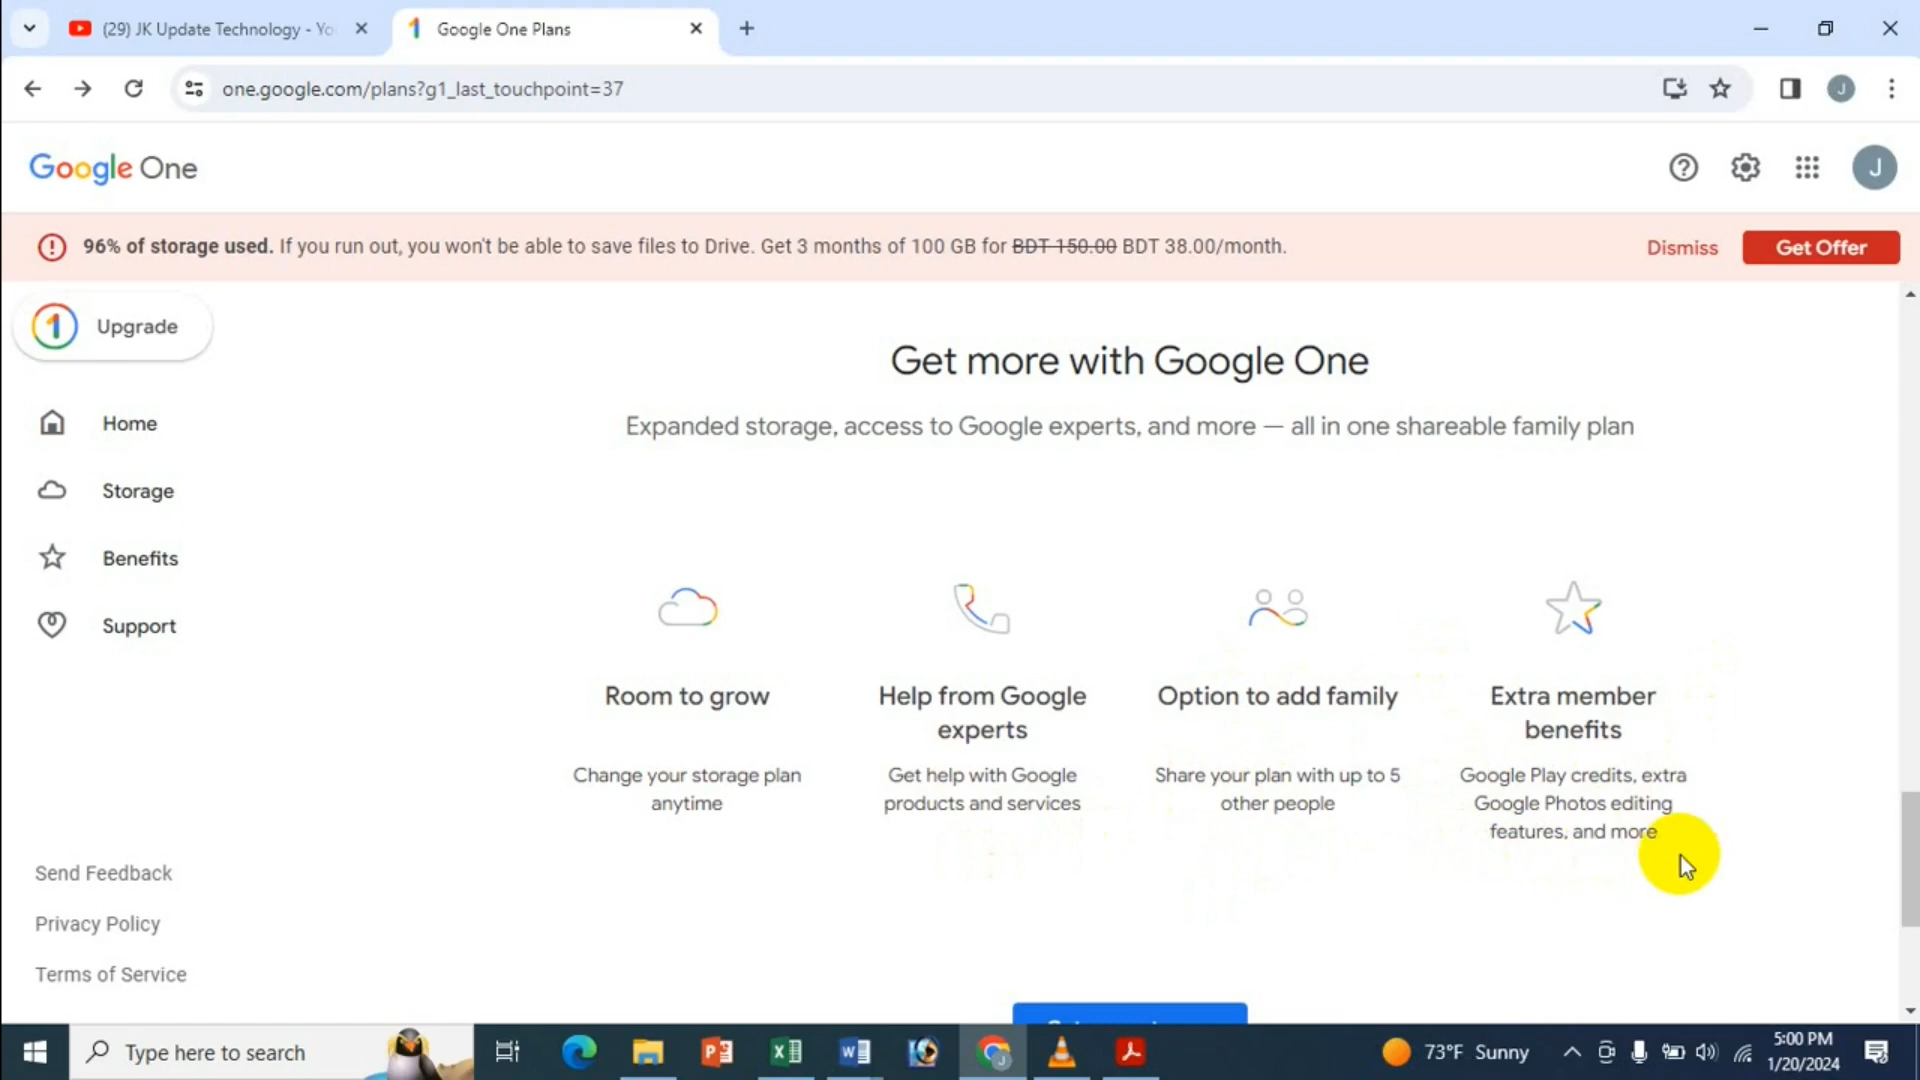 (29) JK Update Technology - Yo
Google One Plans
one.google.com/plans?g1_last_touchpoint=37
J
Google One
J
96% of storage used. If you run out, you won't be able to save files to Drive. Get 3 months of 100 GB for BDT 150.00 BDT 38.00/month.
Dismiss
Get Offer
1 Upgrade
Get more with Google One
Expanded storage, access to Google experts, and more — all in one shareable family plan
Home
Storage
Benefits
Support
Room to grow
Change your storage plan
anytime
Help from Google
experts
Get help with Google
products and services
Option to add family
Share your plan with up to 5
other people
Extra member
benefits
Google Play credits, extra
Google Photos editing
features, and more
Send Feedback
Privacy Policy
Terms of Service
Type here to search
73°F Sunny
5:00 PM
1/20/2024